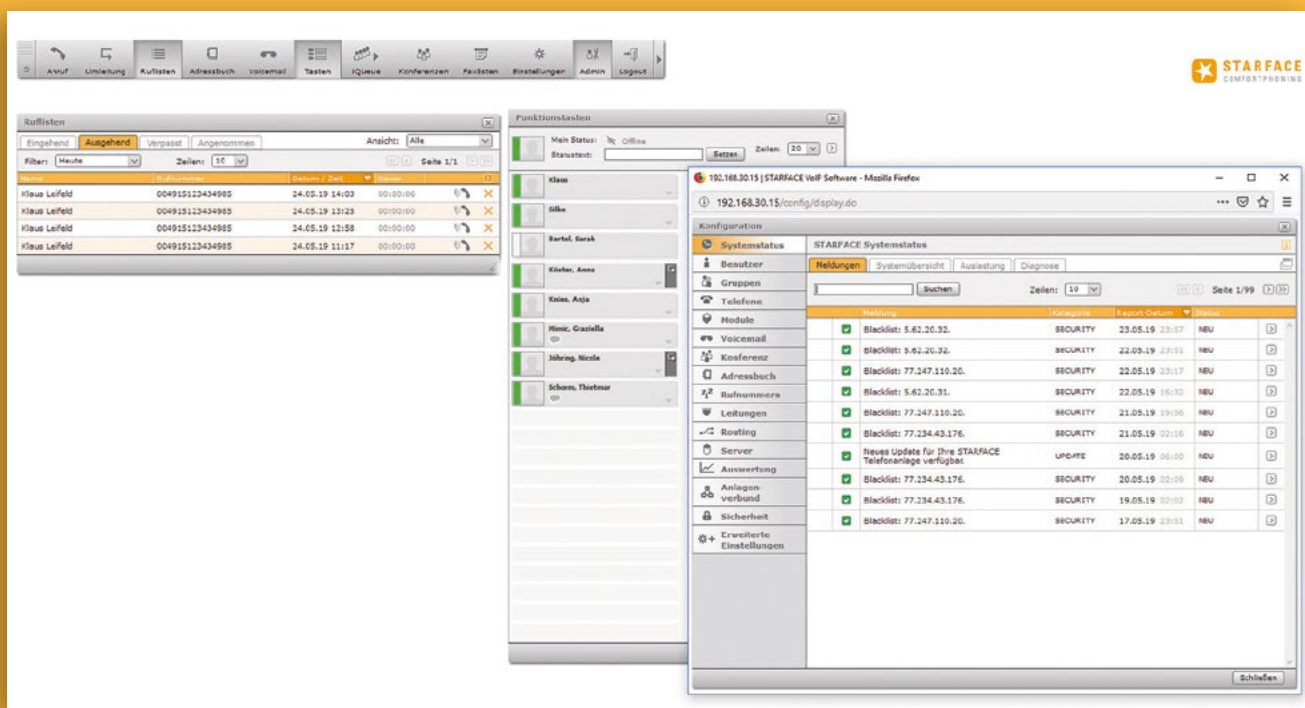 Anruf Umleitung Ruflisten Adressbuch Voicemail Tasten iQueue Konferenzen Faxlisten Einstellungen Admin Logout
STARFACE
COMFORTPHONING
Ruflisten
Eingehend Ausgehend Verpasst Angenommen Ansicht: Alle
Filter: Heute Zeilen: 10 Seite 1/1
Name Rufnummer Datum / Zeit Dauer
Klaus Leifeld 004915123434985 24.05.19 14:03 00:00:00
Klaus Leifeld 004915123434985 24.05.19 13:25 00:00:00
Klaus Leifeld 004915123434985 24.05.19 12:58 00:00:00
Klaus Leifeld 004915123434985 24.05.19 11:17 00:00:00
Funktionstasten
Mein Status: Offline
Statustext: Setzen Zeilen: 20
Klaus
Silke
Bartel, Sarah
Köster, Anna
Knies, Anja
Mimic, Graziella
Jöhring, Nicole
Schorm, Thietmar
192.168.30.15 | STARFACE VoIP Software - Mozilla Firefox
192.168.30.15/config/display.do
Konfiguration
Systemstatus
Benutzer
Gruppen
Telefone
Module
Voicemail
Konferenz
Adressbuch
Rufnummern
Leitungen
Routing
Server
Auswertung
Anlagen-
verbund
Sicherheit
Erweiterte
Einstellungen
STARFACE Systemstatus
Meldungen Systemübersicht Auslastung Diagnose
Suchen Zeilen: 10 Seite 1/99
Meldung Kategorie Report-Datum Status
Blacklist: 5.62.20.32. SECURITY 23.05.19 23:57 NEU
Blacklist: 5.62.20.32. SECURITY 22.05.19 23:51 NEU
Blacklist: 77.247.110.20. SECURITY 22.05.19 23:17 NEU
Blacklist: 5.62.20.31. SECURITY 22.05.19 16:32 NEU
Blacklist: 77.247.110.20. SECURITY 21.05.19 19:56 NEU
Blacklist: 77.234.43.176. SECURITY 21.05.19 02:16 NEU
Neues Update für Ihre STARFACE
Telefonanlage verfügbar. UPDATE 20.05.19 06:00 NEU
Blacklist: 77.234.43.176. SECURITY 20.05.19 02:09 NEU
Blacklist: 77.234.43.176. SECURITY 19.05.19 02:02 NEU
Blacklist: 77.247.110.20. SECURITY 17.05.19 23:51 NEU
Schließen